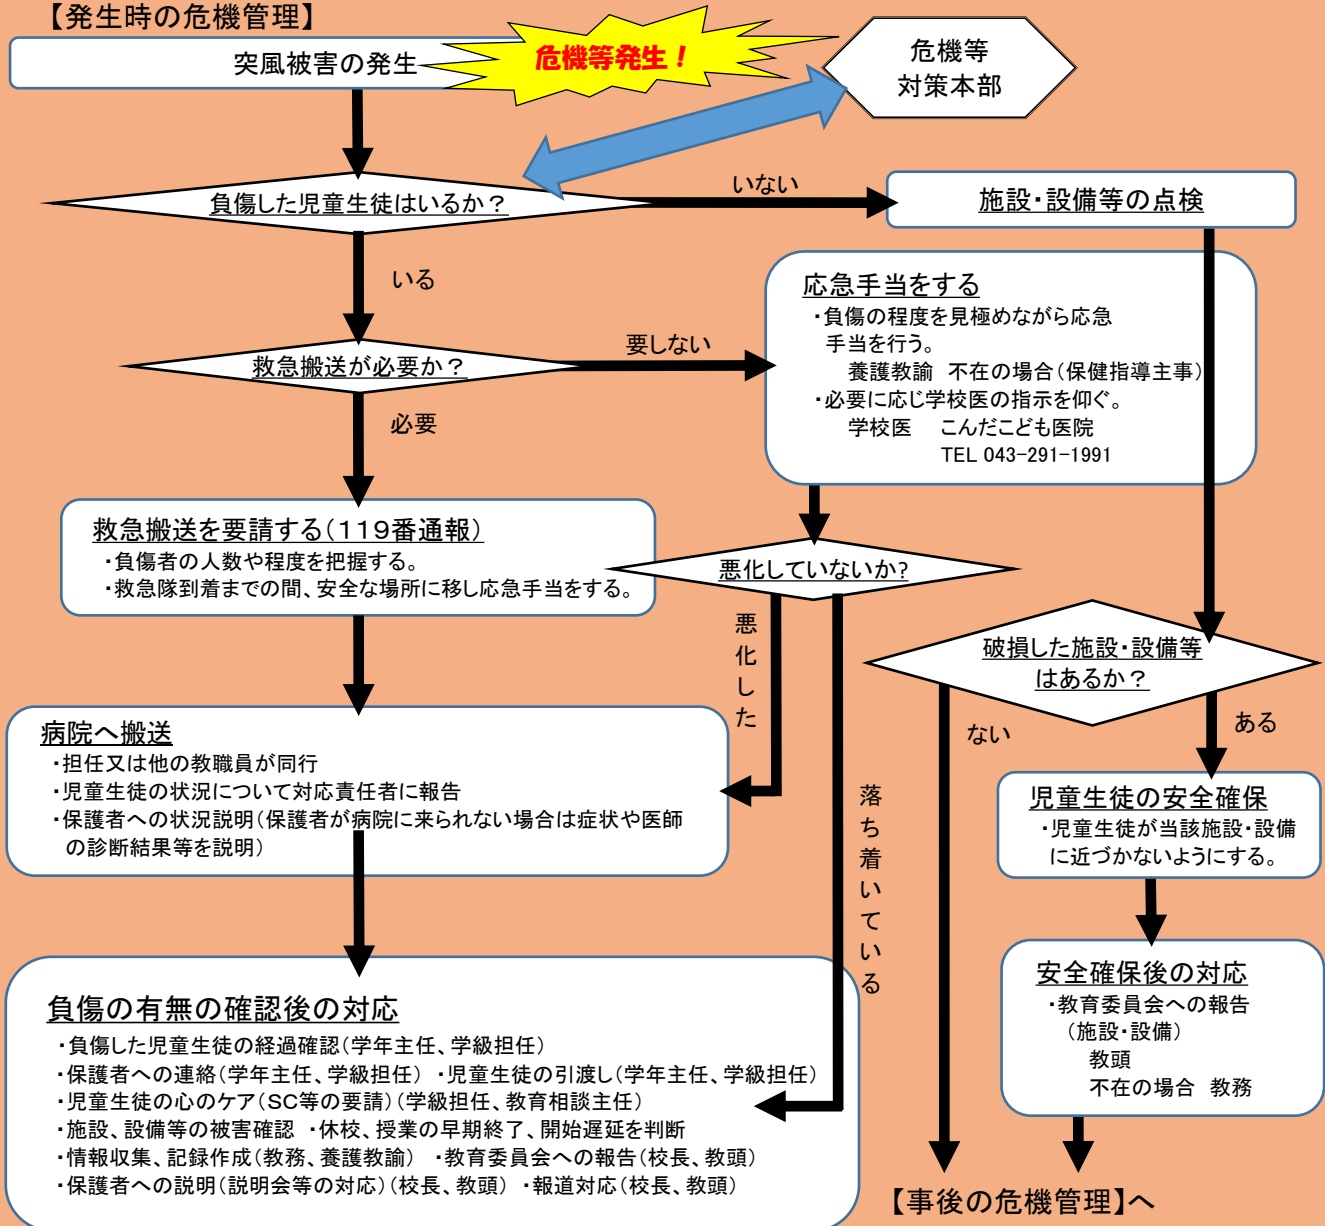 【発生時の危機管理】
突風被害の発生
危機等発生！
危機等
対策本部
負傷した児童生徒はいるか？
いない
施設・設備等の点検
いる
救急搬送が必要か？
要しない
応急手当をする
・負傷の程度を見極めながら応急
手当を行う。
養護教諭 不在の場合（保健指導主事）
・必要に応じ学校医の指示を仰ぐ。
学校医 こんだこども医院
TEL 043-291-1991
必要
救急搬送を要請する（119番通報）
・負傷者の人数や程度を把握する。
・救急隊到着までの間、安全な場所に移し応急手当をする。
悪化していないか?
悪化した
落ち着いている
破損した施設・設備等
はあるか？
ない
ある
病院へ搬送
・担任又は他の教職員が同行
・児童生徒の状況について対応責任者に報告
・保護者への状況説明（保護者が病院に来られない場合は症状や医師
の診断結果等を説明）
児童生徒の安全確保
・児童生徒が当該施設・設備
に近づかないようにする。
安全確保後の対応
・教育委員会への報告
（施設・設備）
教頭
不在の場合 教務
負傷の有無の確認後の対応
・負傷した児童生徒の経過確認（学年主任、学級担任）
・保護者への連絡（学年主任、学級担任） ・児童生徒の引渡し（学年主任、学級担任）
・児童生徒の心のケア（SC等の要請）（学級担任、教育相談主任）
・施設、設備等の被害確認 ・休校、授業の早期終了、開始遅延を判断
・情報収集、記録作成（教務、養護教諭） ・教育委員会への報告（校長、教頭）
・保護者への説明（説明会等の対応）（校長、教頭） ・報道対応（校長、教頭）
【事後の危機管理】へ